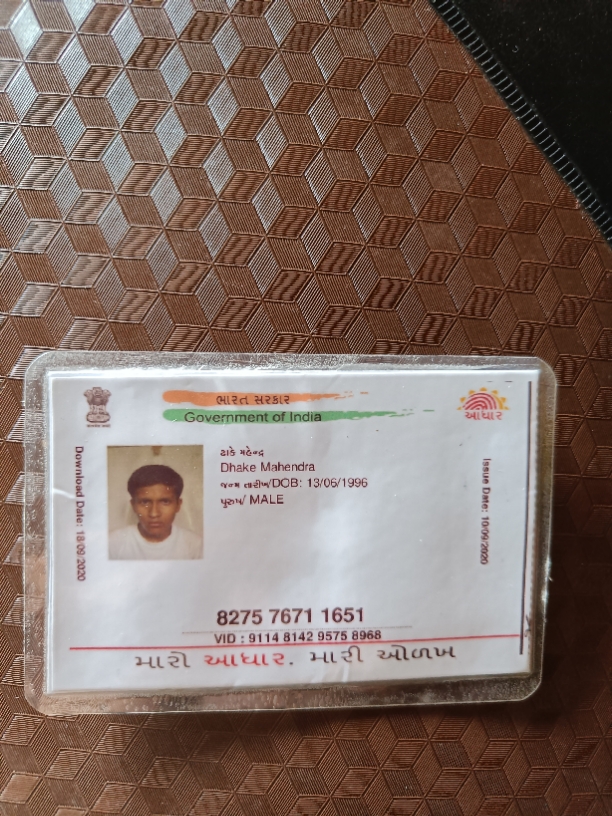 ભારત સરકાર
Government of India
આધાર
ઢાકે મહેન્દ્ર
Dhake Mahendra
જન્મ તારીખ/DOB: 13/06/1996
પુરુષ/ MALE
Download Date: 18/09/2020
Issue Date: 10/09/2020
8275 7671 1651
VID : 9114 8142 9575 8968
મારો આધાર, મારી ઓળખ